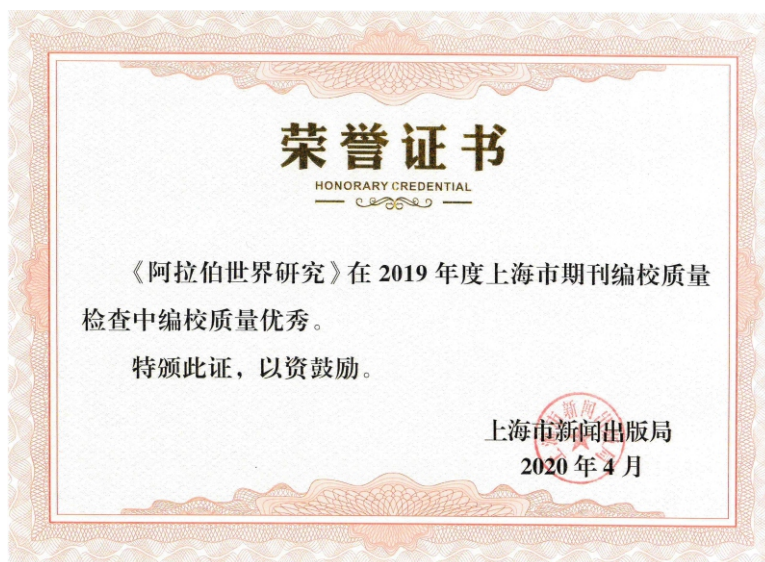 荣誉证书
HONORARY CREDENTIAL
《阿拉伯世界研究》在 2019 年度上海市期刊编校质量
检查中编校质量优秀。
特颁此证，以资鼓励。
上海市新闻出版局
2020 年 4 月